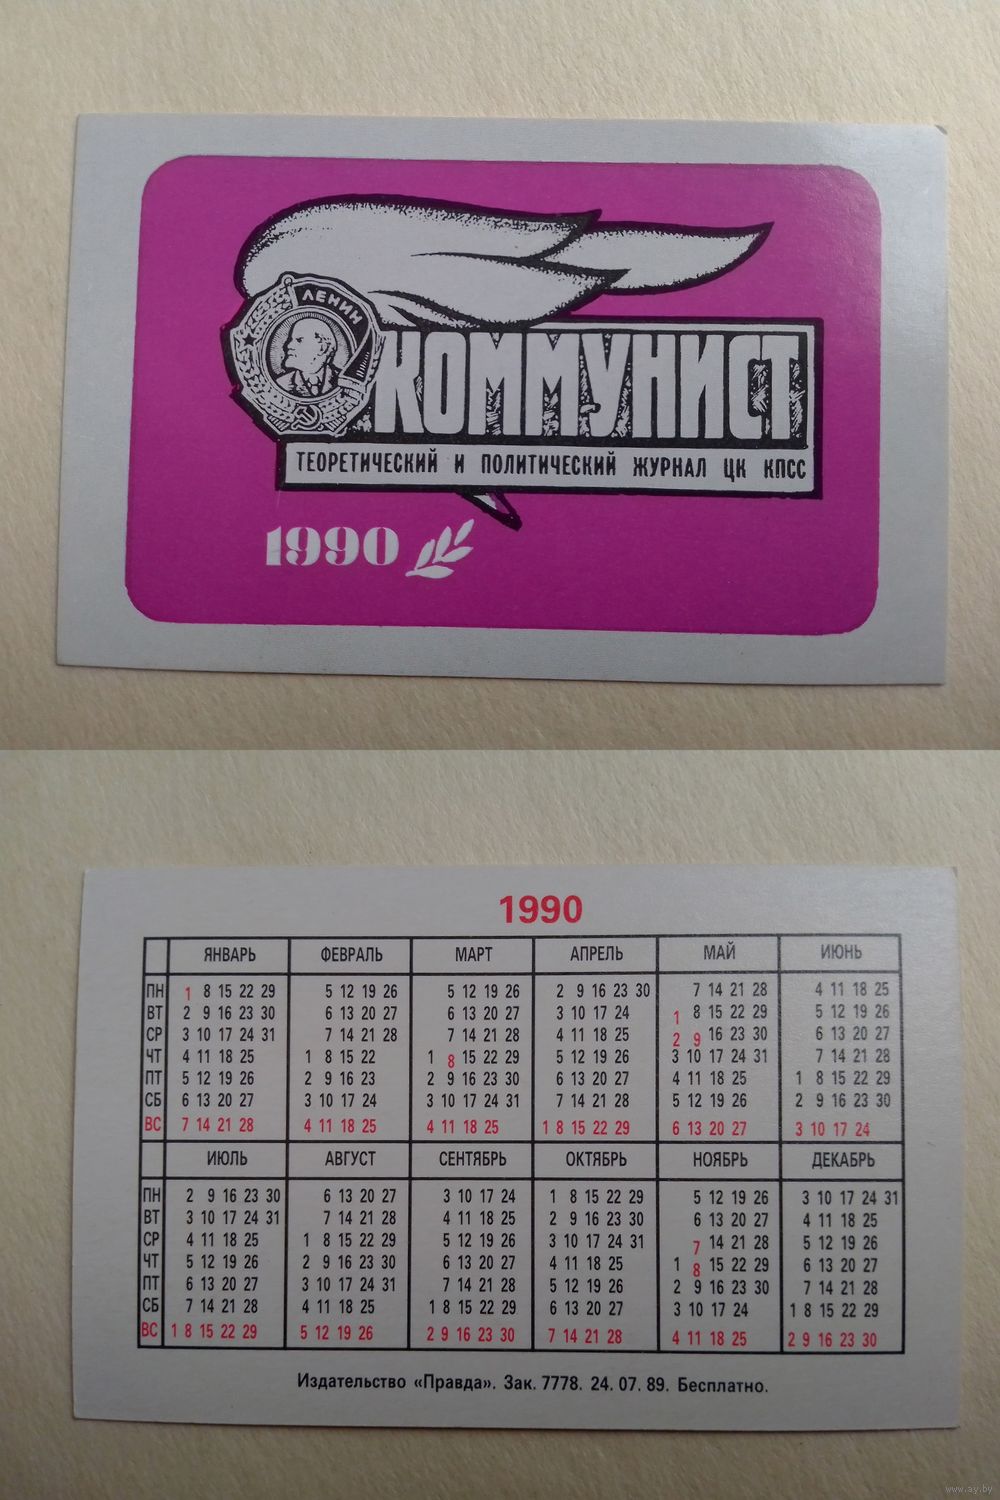 ЛЕНИН
КОММУНИСТ
ТЕОРЕТИЧЕСКИЙ И ПОЛИТИЧЕСКИЙ ЖУРНАЛ ЦК КПСС
1990
1990
ЯНВАРЬ ФЕВРАЛЬ МАРТ АПРЕЛЬ МАЙ ИЮНЬ
ПН 1 8 15 22 29 5 12 19 26 5 12 19 26 2 9 16 23 30 7 14 21 28 4 11 18 25
ВТ 2 9 16 23 30 6 13 20 27 6 13 20 27 3 10 17 24 1 8 15 22 29 5 12 19 26
СР 3 10 17 24 31 7 14 21 28 7 14 21 28 4 11 18 25 2 9 16 23 30 6 13 20 27
ЧТ 4 11 18 25 1 8 15 22 1 8 15 22 29 5 12 19 26 3 10 17 24 31 7 14 21 28
ПТ 5 12 19 26 2 9 16 23 2 9 16 23 30 6 13 20 27 4 11 18 25 1 8 15 22 29
СБ 6 13 20 27 3 10 17 24 3 10 17 24 31 7 14 21 28 5 12 19 26 2 9 16 23 30
ВС 7 14 21 28 4 11 18 25 4 11 18 25 1 8 15 22 29 6 13 20 27 3 10 17 24
ИЮЛЬ АВГУСТ СЕНТЯБРЬ ОКТЯБРЬ НОЯБРЬ ДЕКАБРЬ
ПН 2 9 16 23 30 6 13 20 27 3 10 17 24 1 8 15 22 29 5 12 19 26 3 10 17 24 31
ВТ 3 10 17 24 31 7 14 21 28 4 11 18 25 2 9 16 23 30 6 13 20 27 4 11 18 25
СР 4 11 18 25 1 8 15 22 29 5 12 19 26 3 10 17 24 31 7 14 21 28 5 12 19 26
ЧТ 5 12 19 26 2 9 16 23 30 6 13 20 27 4 11 18 25 1 8 15 22 29 6 13 20 27
ПТ 6 13 20 27 3 10 17 24 31 7 14 21 28 5 12 19 26 2 9 16 23 30 7 14 21 28
СБ 7 14 21 28 4 11 18 25 1 8 15 22 29 6 13 20 27 3 10 17 24 1 8 15 22 29
ВС 1 8 15 22 29 5 12 19 26 2 9 16 23 30 7 14 21 28 4 11 18 25 2 9 16 23 30
Издательство «Правда». Зак. 7778. 24. 07. 89. Бесплатно.
www.ay.by